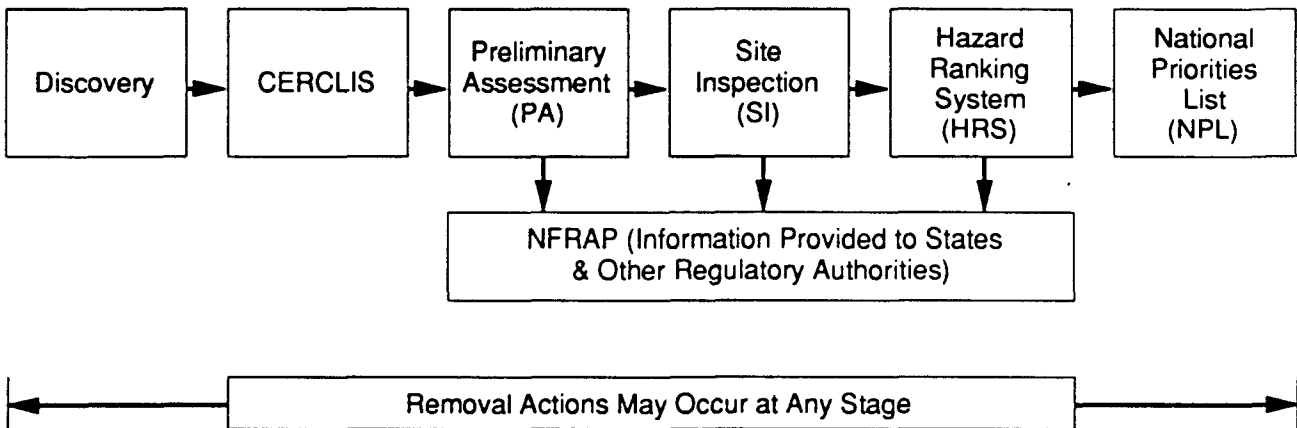 Discovery
CERCLIS
Preliminary
Assessment
(PA)
Site
Inspection
(SI)
Hazard
Ranking
System
(HRS)
National
Priorities
List
(NPL)
NFRAP (Information Provided to States
& Other Regulatory Authorities)
Removal Actions May Occur at Any Stage